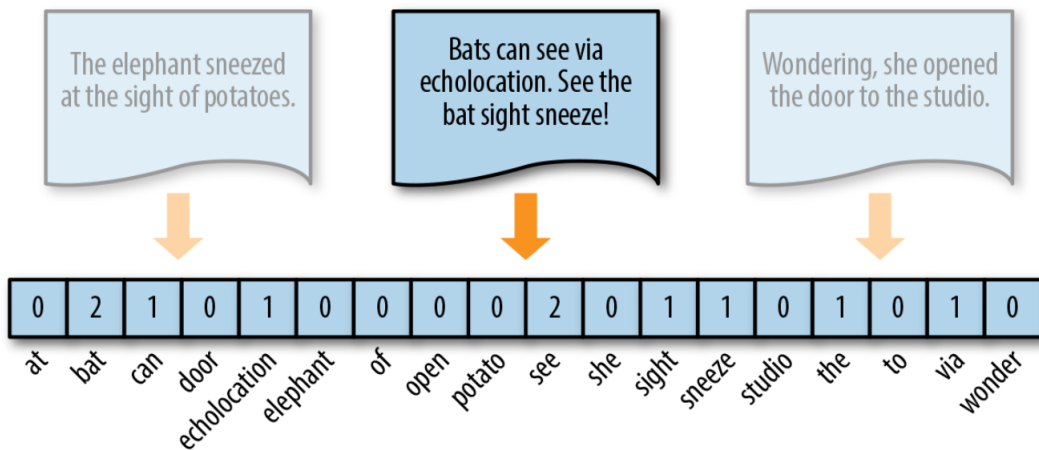 The elephant sneezed
at the sight of potatoes.
Bats can see via
echolocation. See the
bat sight sneeze!
Wondering, she opened
the door to the studio.
0 2 1 0 1 0 0 0 0 2 0 1 1 0 1 0 1 0
at bat can door echolocation elephant of open potato see she sight sneeze studio the to via wonder